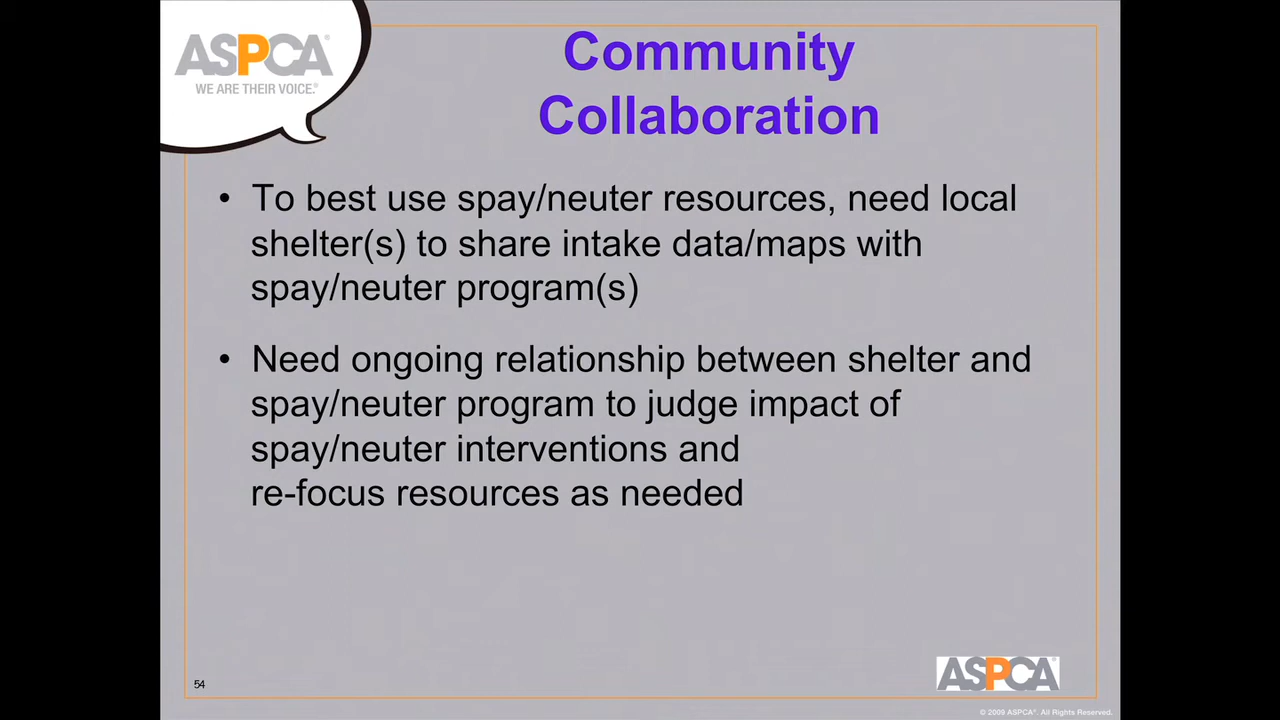 ASPCA®
WE ARE THEIR VOICE.®
Community
Collaboration
• To best use spay/neuter resources, need local
shelter(s) to share intake data/maps with
spay/neuter program(s)
• Need ongoing relationship between shelter and
spay/neuter program to judge impact of
spay/neuter interventions and
re-focus resources as needed
54
ASPCA®
© 2009 ASPCA®. All Rights Reserved.